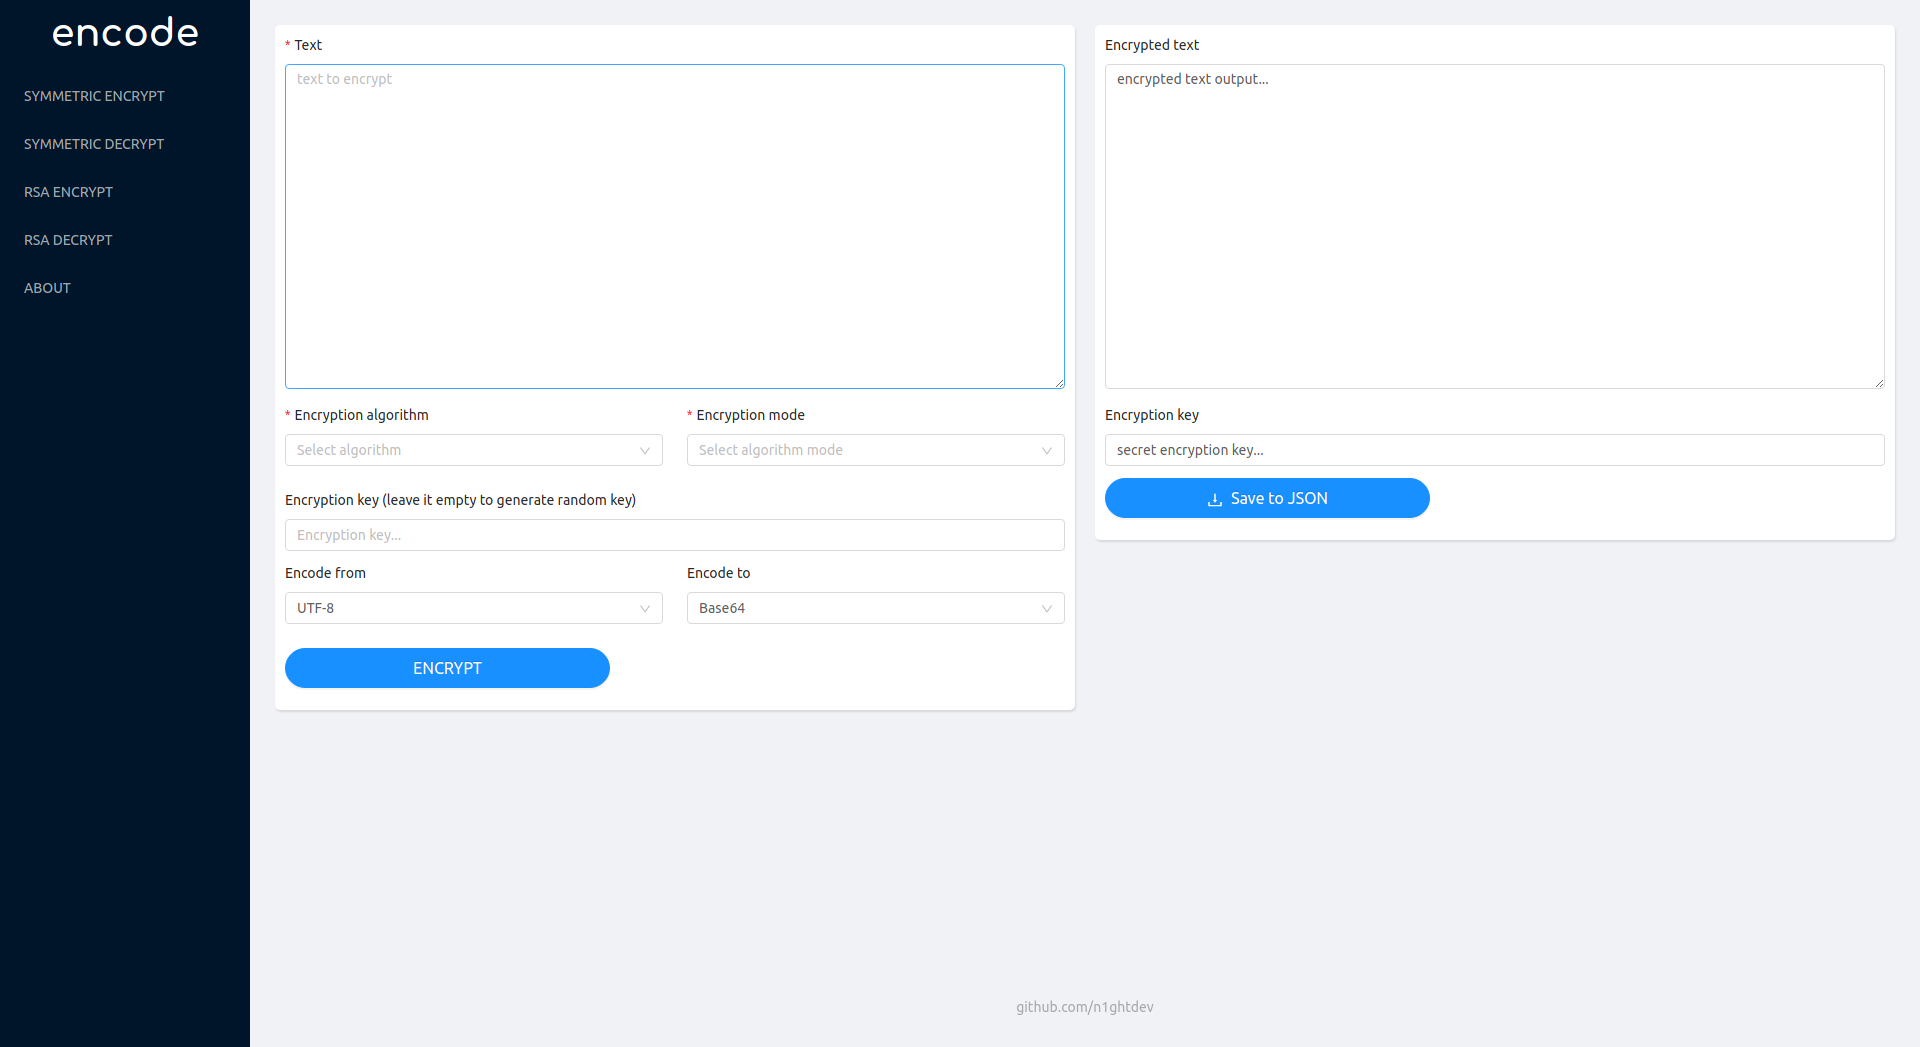 encode
SYMMETRIC ENCRYPT
SYMMETRIC DECRYPT
RSA ENCRYPT
RSA DECRYPT
ABOUT
* Text
text to encrypt
* Encryption algorithm
* Encryption mode
Select algorithm
Select algorithm mode
Encryption key (leave it empty to generate random key)
Encryption key...
Encode from
Encode to
UTF-8
Base64
ENCRYPT
Encrypted text
encrypted text output...
Encryption key
secret encryption key...
Save to JSON
github.com/n1ghtdev